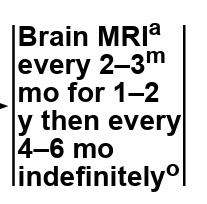 Brain MRIᵃ
every 2–3ᵐ
mo for 1–2
y then every
4–6 mo
indefinitelyᵒ